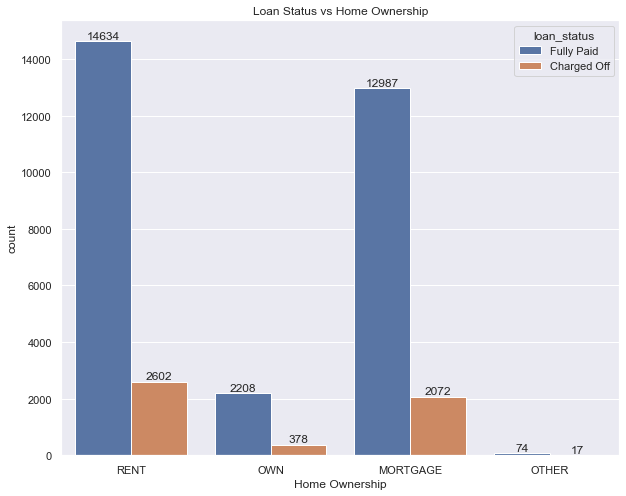 Loan Status vs Home Ownership
loan_status
Fully Paid
Charged Off
count
14000
12000
10000
8000
6000
4000
2000
0
14634
2602
2208
378
12987
2072
74
17
RENT
OWN
MORTGAGE
OTHER
Home Ownership